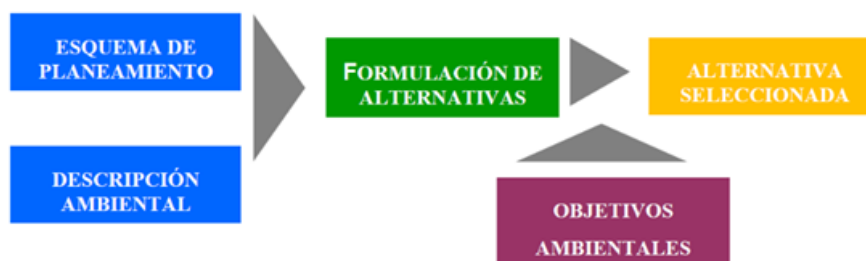 ESQUEMA DE
PLANEAMIENTO
FORMULACIÓN DE
ALTERNATIVAS
ALTERNATIVA
SELECCIONADA
DESCRIPCIÓN
AMBIENTAL
OBJETIVOS
AMBIENTALES